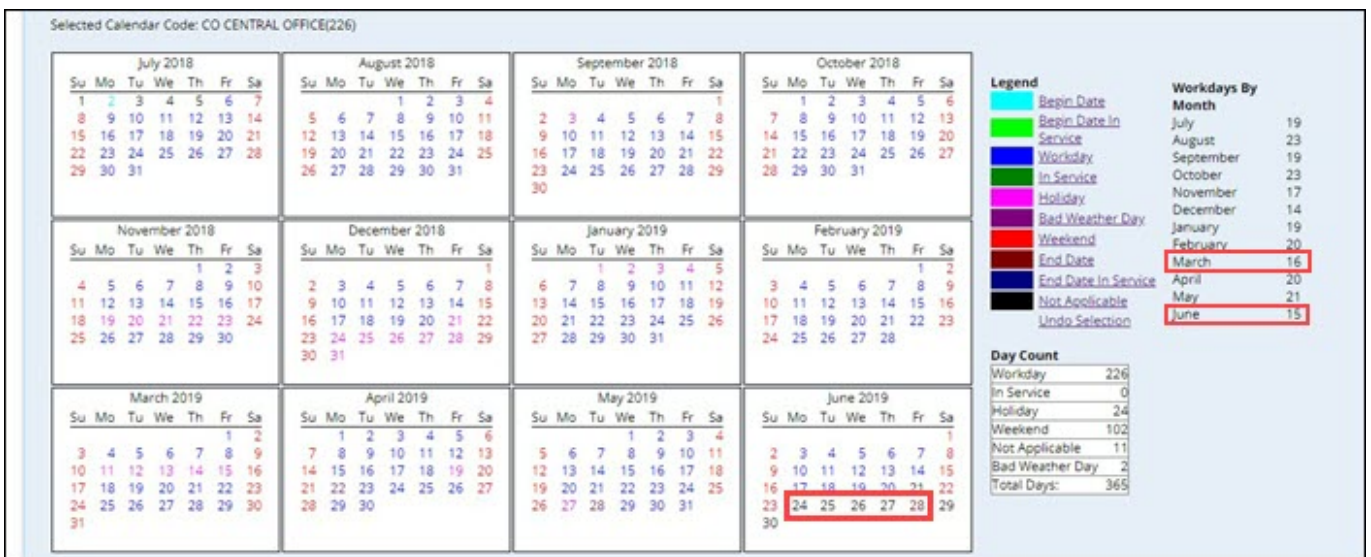 Selected Calendar Code: CO CENTRAL OFFICE(226)
July 2018
Su Mo Tu We Th Fr Sa
1 2 3 4 5 6 7
8 9 10 11 12 13 14
15 16 17 18 19 20 21
22 23 24 25 26 27 28
29 30 31
August 2018
Su Mo Tu We Th Fr Sa
1 2 3 4
5 6 7 8 9 10 11
12 13 14 15 16 17 18
19 20 21 22 23 24 25
26 27 28 29 30 31
September 2018
Su Mo Tu We Th Fr Sa
1
2 3 4 5 6 7 8
9 10 11 12 13 14 15
16 17 18 19 20 21 22
23 24 25 26 27 28 29
30
October 2018
Su Mo Tu We Th Fr Sa
1 2 3 4 5 6
7 8 9 10 11 12 13
14 15 16 17 18 19 20
21 22 23 24 25 26 27
28 29 30 31
November 2018
Su Mo Tu We Th Fr Sa
1 2 3
4 5 6 7 8 9 10
11 12 13 14 15 16 17
18 19 20 21 22 23 24
25 26 27 28 29 30
December 2018
Su Mo Tu We Th Fr Sa
1
2 3 4 5 6 7 8
9 10 11 12 13 14 15
16 17 18 19 20 21 22
23 24 25 26 27 28 29
30 31
January 2019
Su Mo Tu We Th Fr Sa
1 2 3 4 5
6 7 8 9 10 11 12
13 14 15 16 17 18 19
20 21 22 23 24 25 26
27 28 29 30 31
February 2019
Su Mo Tu We Th Fr Sa
1 2
3 4 5 6 7 8 9
10 11 12 13 14 15 16
17 18 19 20 21 22 23
24 25 26 27 28
March 2019
Su Mo Tu We Th Fr Sa
1 2
3 4 5 6 7 8 9
10 11 12 13 14 15 16
17 18 19 20 21 22 23
24 25 26 27 28 29 30
31
April 2019
Su Mo Tu We Th Fr Sa
1 2 3 4 5 6
7 8 9 10 11 12 13
14 15 16 17 18 19 20
21 22 23 24 25 26 27
28 29 30
May 2019
Su Mo Tu We Th Fr Sa
1 2 3 4
5 6 7 8 9 10 11
12 13 14 15 16 17 18
19 20 21 22 23 24 25
26 27 28 29 30 31
June 2019
Su Mo Tu We Th Fr Sa
1
2 3 4 5 6 7 8
9 10 11 12 13 14 15
16 17 18 19 20 21 22
23 24 25 26 27 28 29
30
Legend
Begin Date
Begin Date In
Service
Workday
In Service
Holiday
Bad Weather Day
Weekend
End Date
End Date In Service
Not Applicable
Undo Selection
Workdays By
Month
July 19
August 23
September 19
October 23
November 17
December 14
January 19
February 20
March 16
April 20
May 21
June 15
Day Count
Workday 226
In Service 0
Holiday 24
Weekend 102
Not Applicable 11
Bad Weather Day 2
Total Days: 365